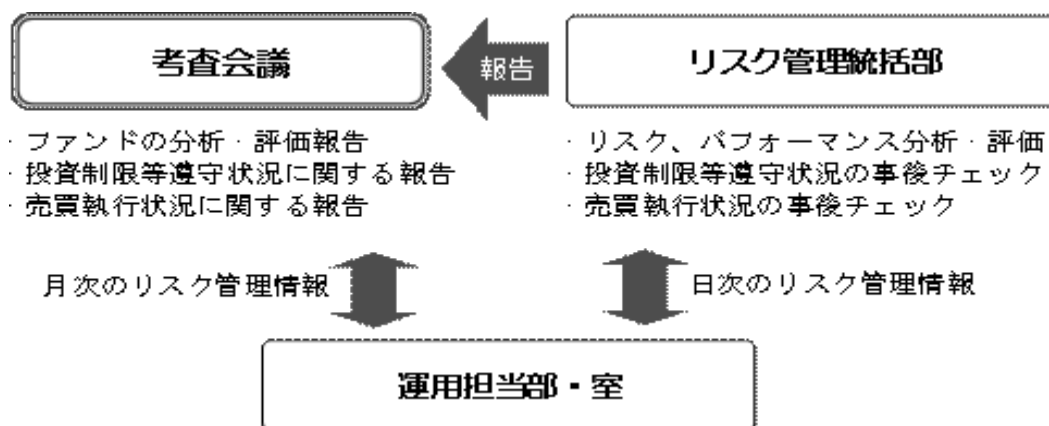 考査会議
報告
リスク管理統括部
· ファンドの分析 · 評価報告
· 投資制限等遵守状況に関する報告
· 売買執行状況に関する報告
· リスク、パフォーマンス分析 · 評価
· 投資制限等遵守状況の事後チェック
· 売買執行状況の事後チェック
月次のリスク管理情報
日次のリスク管理情報
運用担当部・室